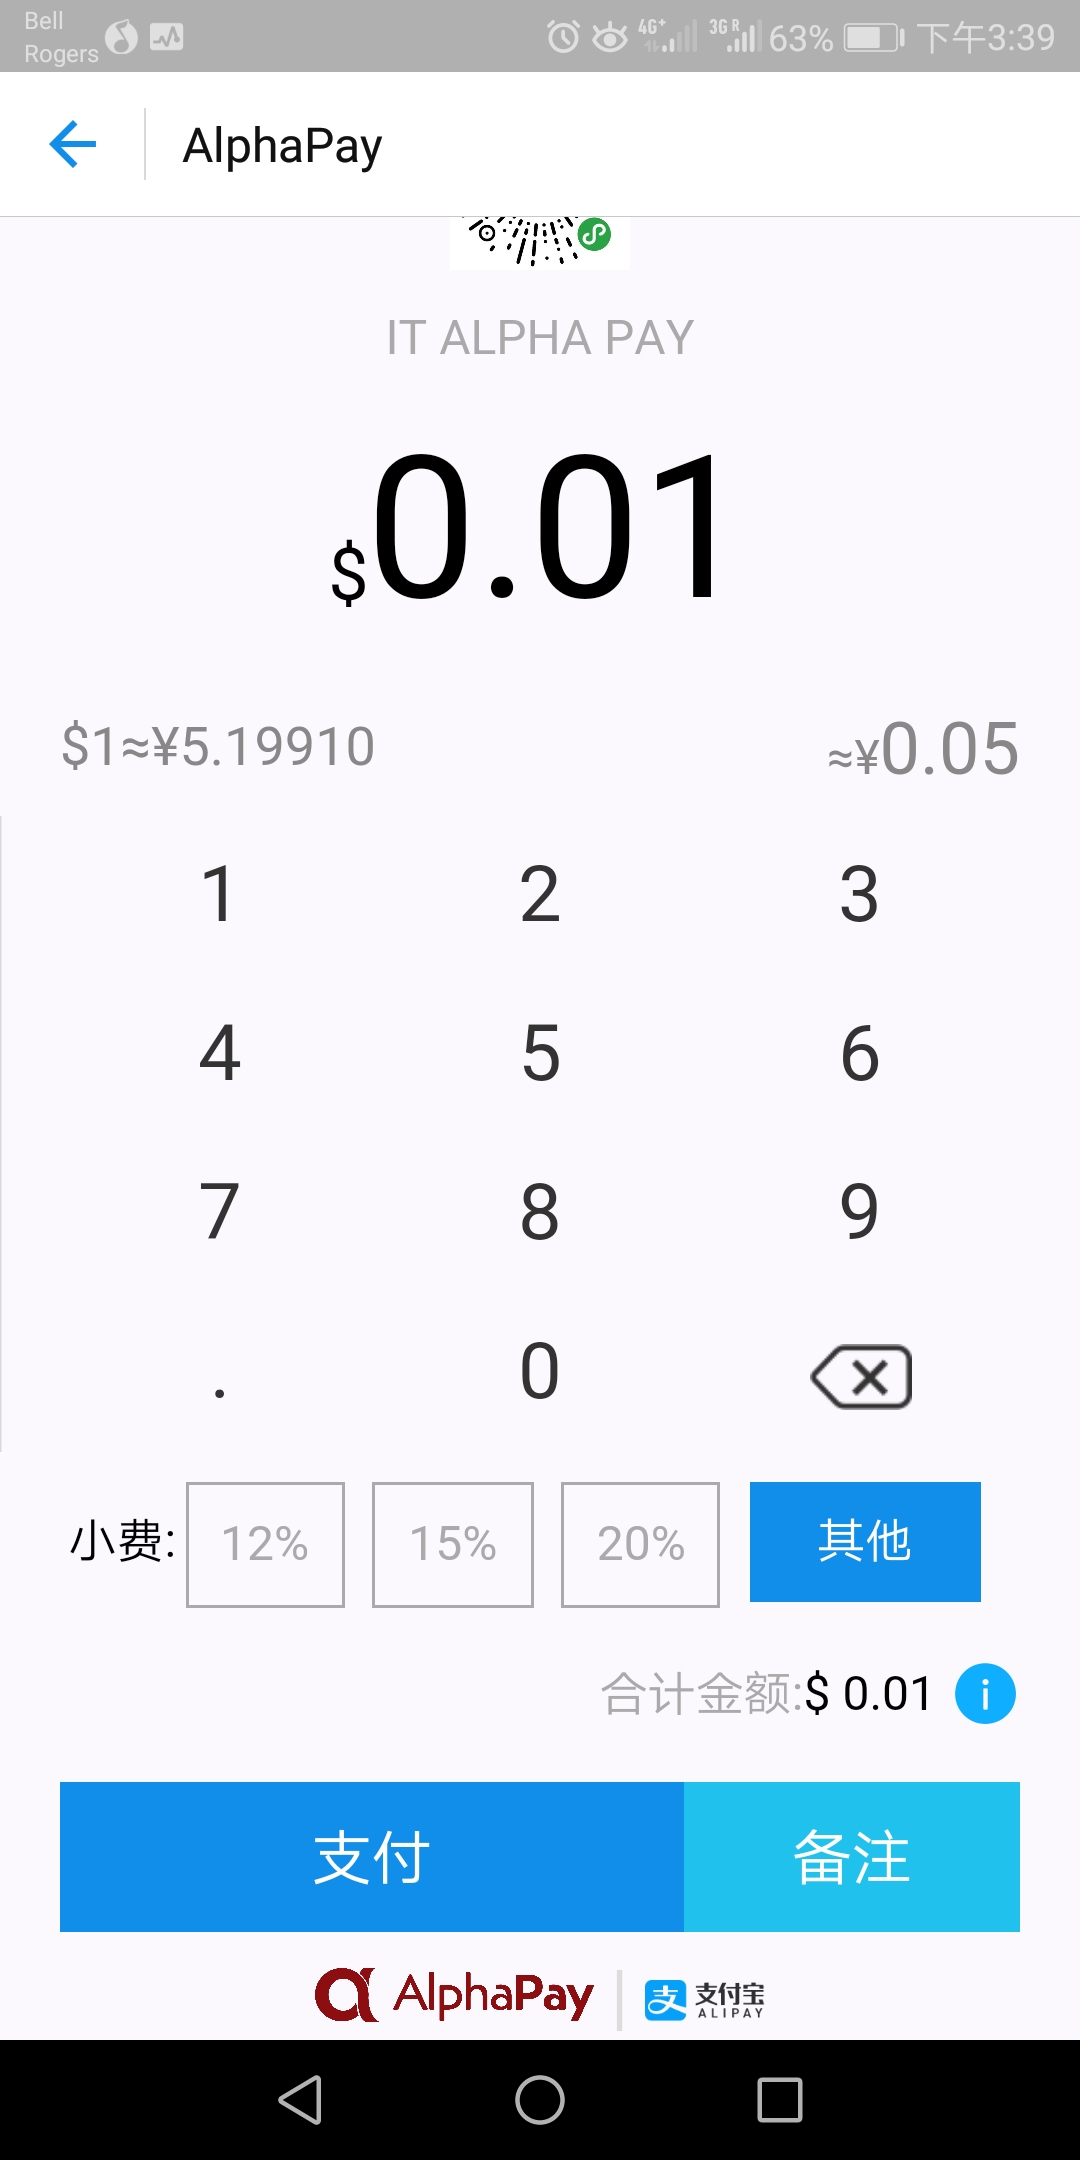 Bell
Rogers
4G+ 3G R 63% 下午3:39
AlphaPay
IT ALPHA PAY
$0.01
$1≈¥5.19910 ≈¥0.05
1 2 3
4 5 6
7 8 9
. 0
小费: 12% 15% 20% 其他
合计金额:$ 0.01 i
支付 备注
AlphaPay 支 支付宝
ALIPAY